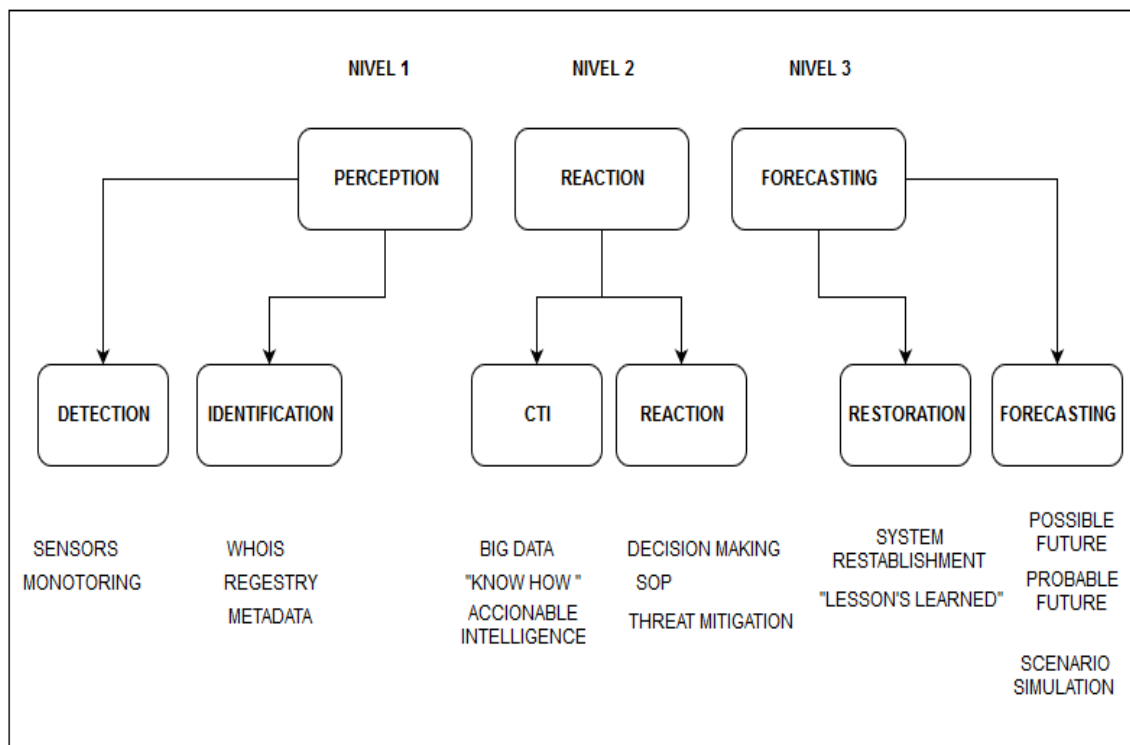 NIVEL 1
NIVEL 2
NIVEL 3
PERCEPTION
REACTION
FORECASTING
DETECTION
IDENTIFICATION
CTI
REACTION
RESTORATION
FORECASTING
SENSORS
MONOTORING
WHOIS
REGESTRY
METADATA
BIG DATA
"KNOW HOW "
ACCIONABLE
INTELLIGENCE
DECISION MAKING
SOP
THREAT MITIGATION
SYSTEM
RESTABLISHMENT
"LESSON'S LEARNED"
POSSIBLE
FUTURE
PROBABLE
FUTURE
SCENARIO
SIMULATION